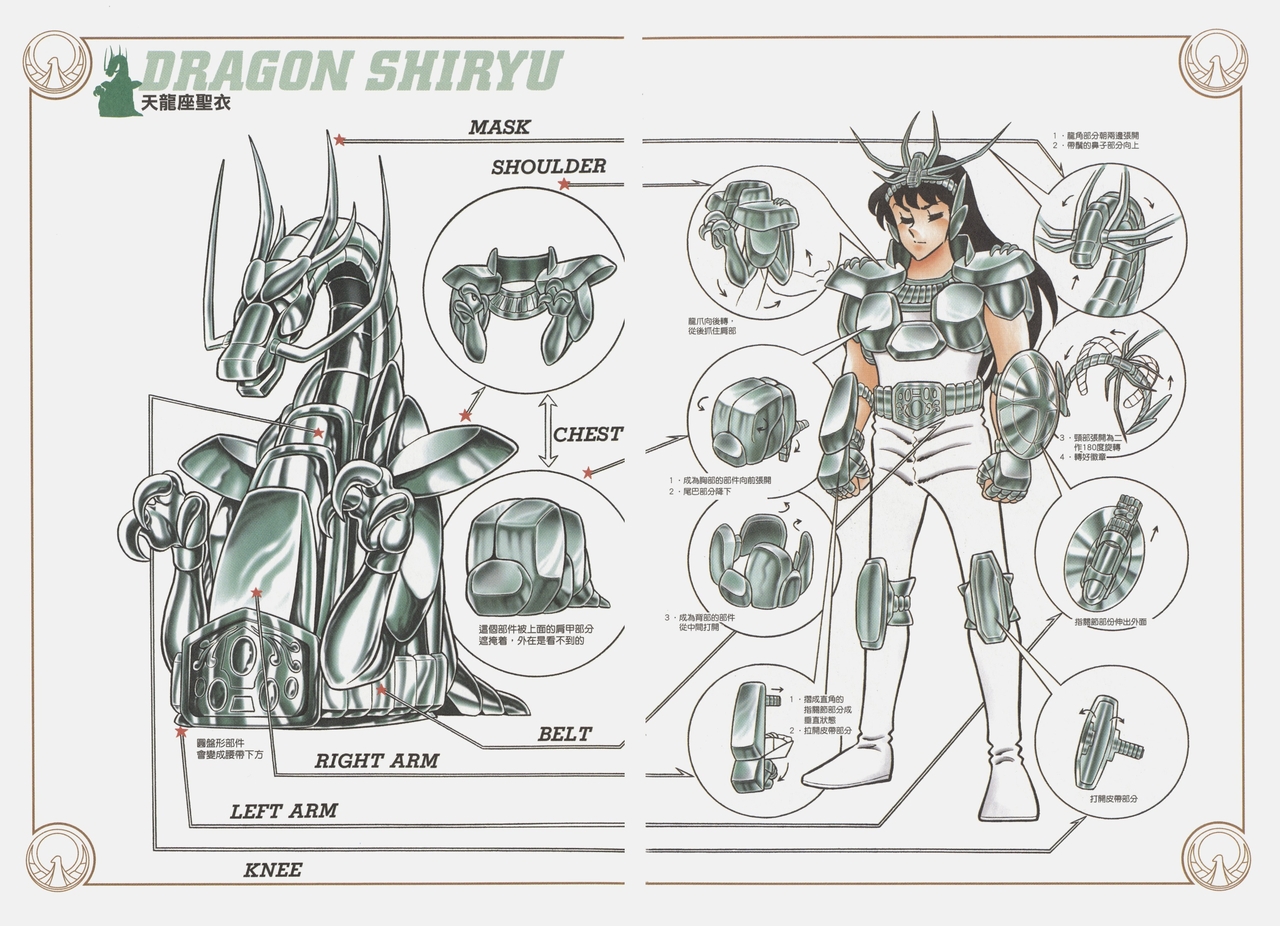 DRAGON SHIRYU
天龍座聖衣
MASK
SHOULDER
CHEST
這個部件被上面的肩甲部分
遮掩着，外在是看不到的
圓盤形部件
會變成腰帶下方
BELT
RIGHT ARM
LEFT ARM
KNEE
1．龍角部分朝兩邊張開
2．帶鬚的鼻子部分向上
龍爪向後轉，
從後抓住肩部
3．頸部張開為二
作180度旋轉
4．轉好徽章
1．成為胸部的部件向前張開
2．尾巴部分降下
3．成為背部的部件
從中間打開
指關節部份伸出外面
1．摺成直角的
指關節部分成
垂直狀態
2．拉開皮帶部分
打開皮帶部分